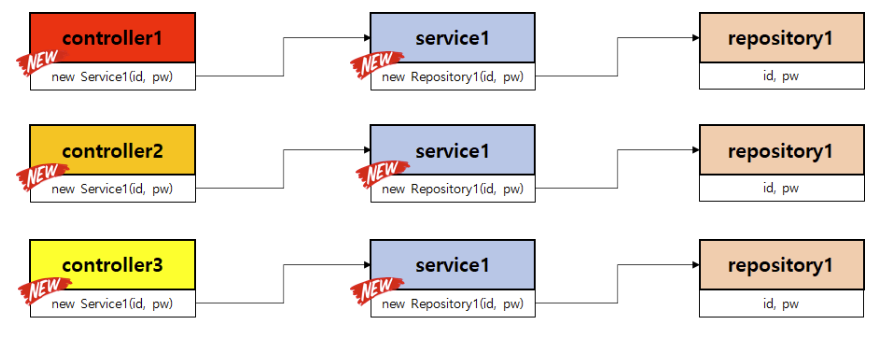 controller1
NEW
new Service1(id, pw)
service1
NEW
new Repository1(id, pw)
repository1
id, pw
controller2
NEW
new Service1(id, pw)
service1
NEW
new Repository1(id, pw)
repository1
id, pw
controller3
NEW
new Service1(id, pw)
service1
NEW
new Repository1(id, pw)
repository1
id, pw